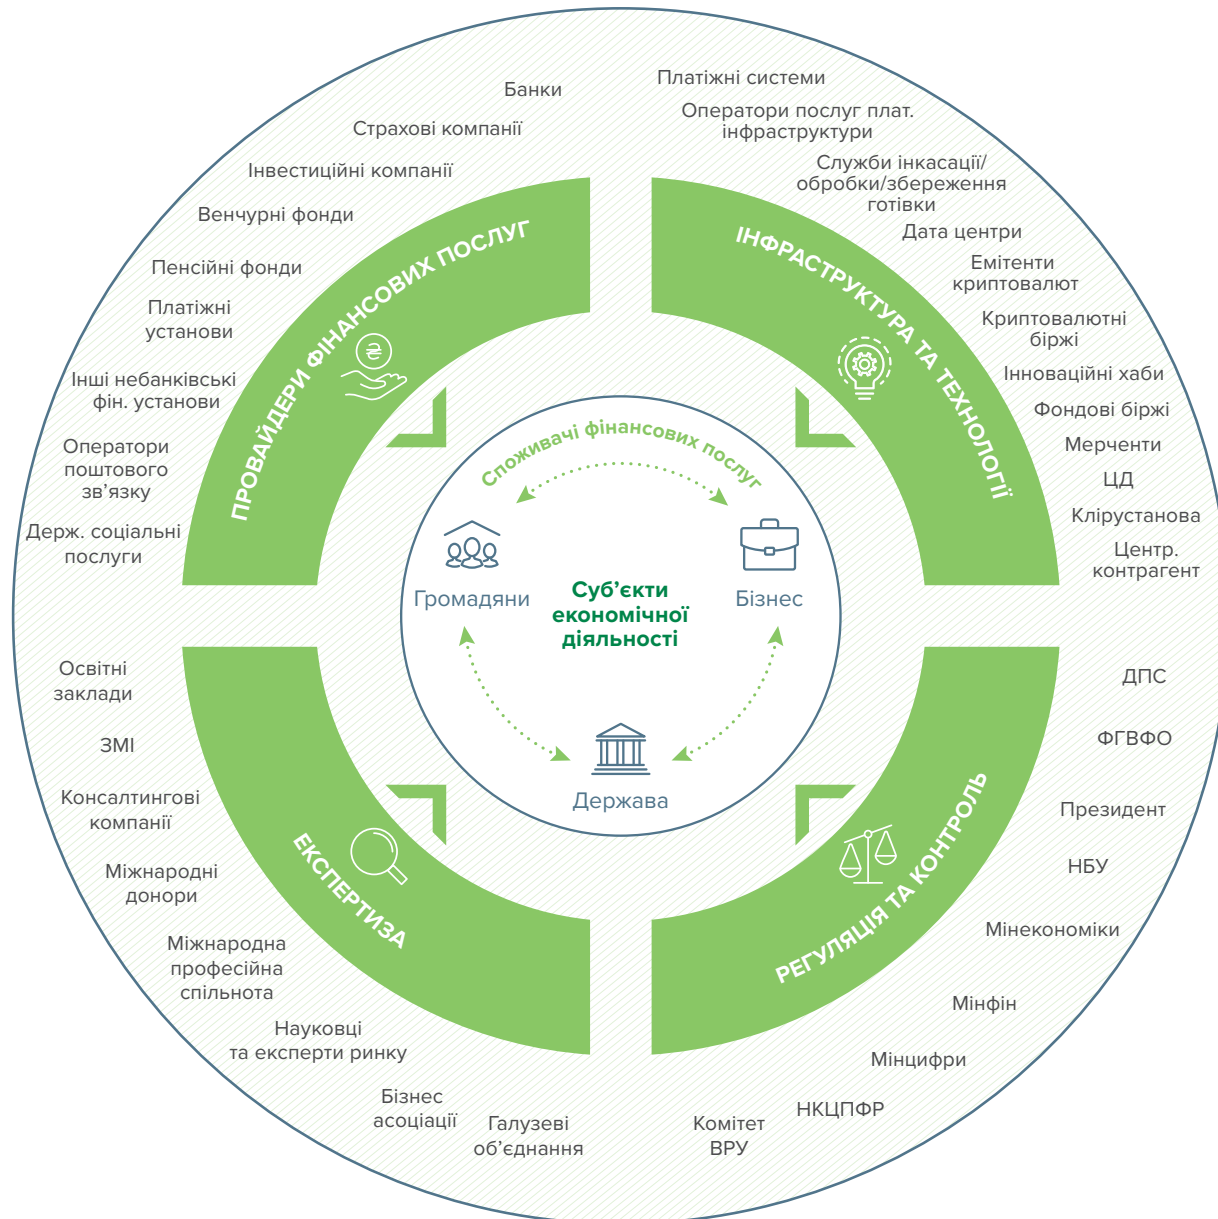 Банки
Страхові компанії
Інвестиційні компанії
Венчурні фонди
Пенсійні фонди
Платіжні
установи
Інші небанківські
фін. установи
Оператори
поштового
зв’язку
Держ. соціальні
послуги
ПРОВАЙДЕРИ ФІНАНСОВИХ ПОСЛУГ
Платіжні системи
Оператори послуг плат.
інфраструктури
Служби інкасації/
обробки/збереження
готівки
Дата центри
Емітенти
криптовалют
Криптовалютні
біржі
Інноваційні хаби
Фондові біржі
Мерченти
ЦД
Клірустанова
Центр.
контрагент
ІНФРАСТРУКТУРА ТА ТЕХНОЛОГІЇ
Споживачі фінансових послуг
Громадяни
Суб’єкти
економічної
діяльності
Бізнес
Держава
Освітні
заклади
ЗМІ
Консалтингові
компанії
Міжнародні
донори
Міжнародна
професійна
спільнота
Науковці
та експерти ринку
Бізнес
асоціації
Галузеві
об’єднання
ЕКСПЕРТИЗА
ДПС
ФГВФО
Президент
НБУ
Мінекономіки
Мінфін
Мінцифри
НКЦПФР
Комітет
ВРУ
РЕГУЛЯЦІЯ ТА КОНТРОЛЬ